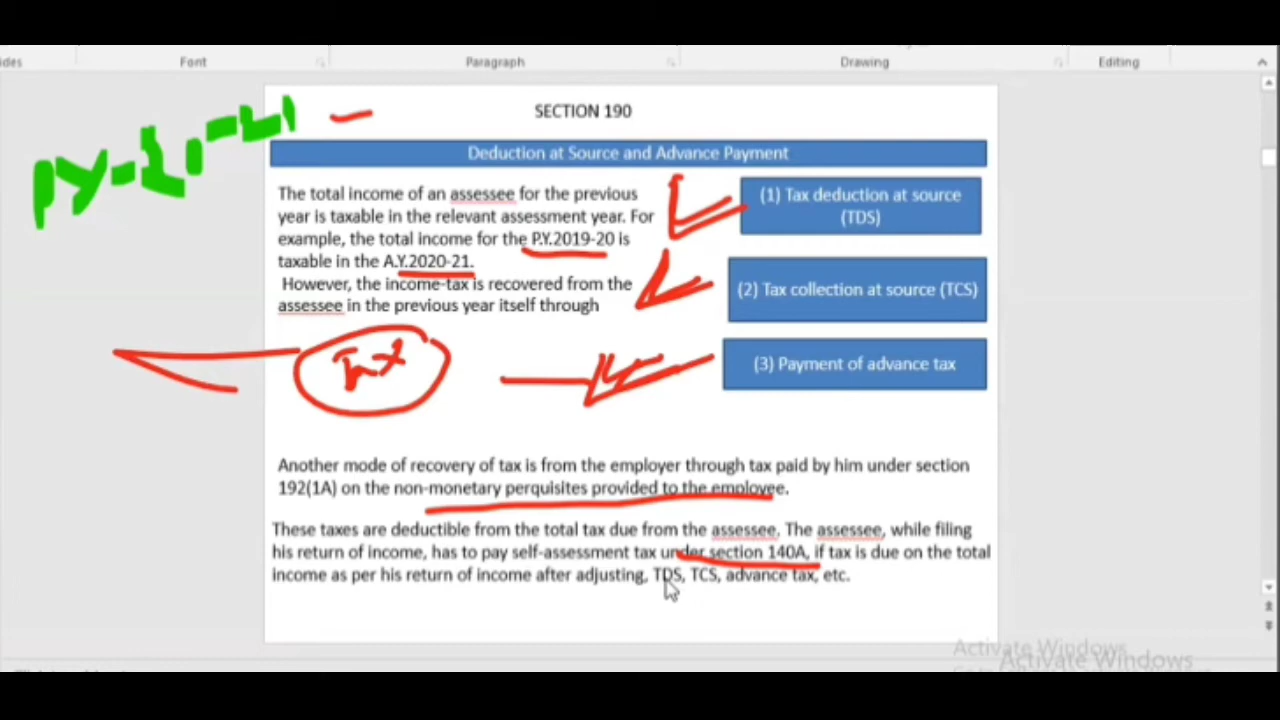 ides Font Paragraph Drawing Editing
PY-20-21 -
SECTION 190
Deduction at Source and Advance Payment
The total income of an assessee for the previous
year is taxable in the relevant assessment year. For
example, the total income for the P.Y.2019-20 is
taxable in the A.Y.2020-21.
However, the income-tax is recovered from the
assessee in the previous year itself through
(1) Tax deduction at source
(TDS)
(2) Tax collection at source (TCS)
(3) Payment of advance tax
Tax
Another mode of recovery of tax is from the employer through tax paid by him under section
192(1A) on the non-monetary perquisites provided to the employee.
These taxes are deductible from the total tax due from the assessee. The assessee, while filing
his return of income, has to pay self-assessment tax under section 140A, if tax is due on the total
income as per his return of income after adjusting, TDS, TCS, advance tax, etc.
Activate Windows
Activate Windows